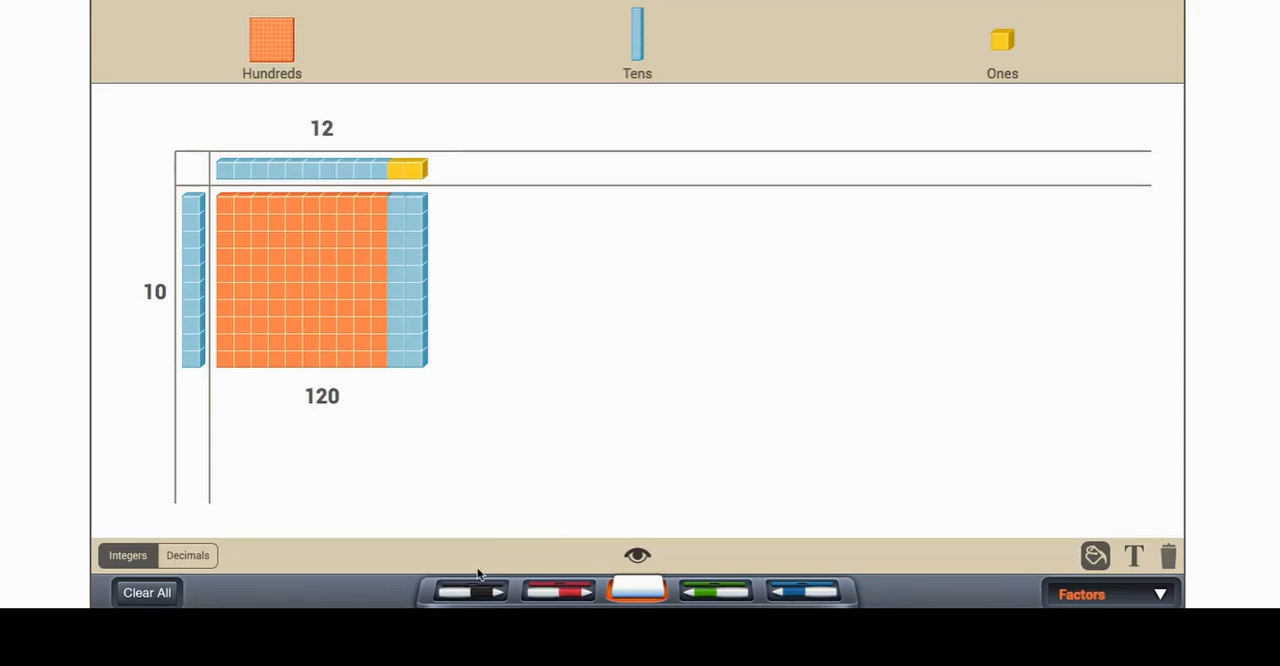 Hundreds
Tens
Ones
12
10
120
Integers
Decimals
T
Clear All
Factors